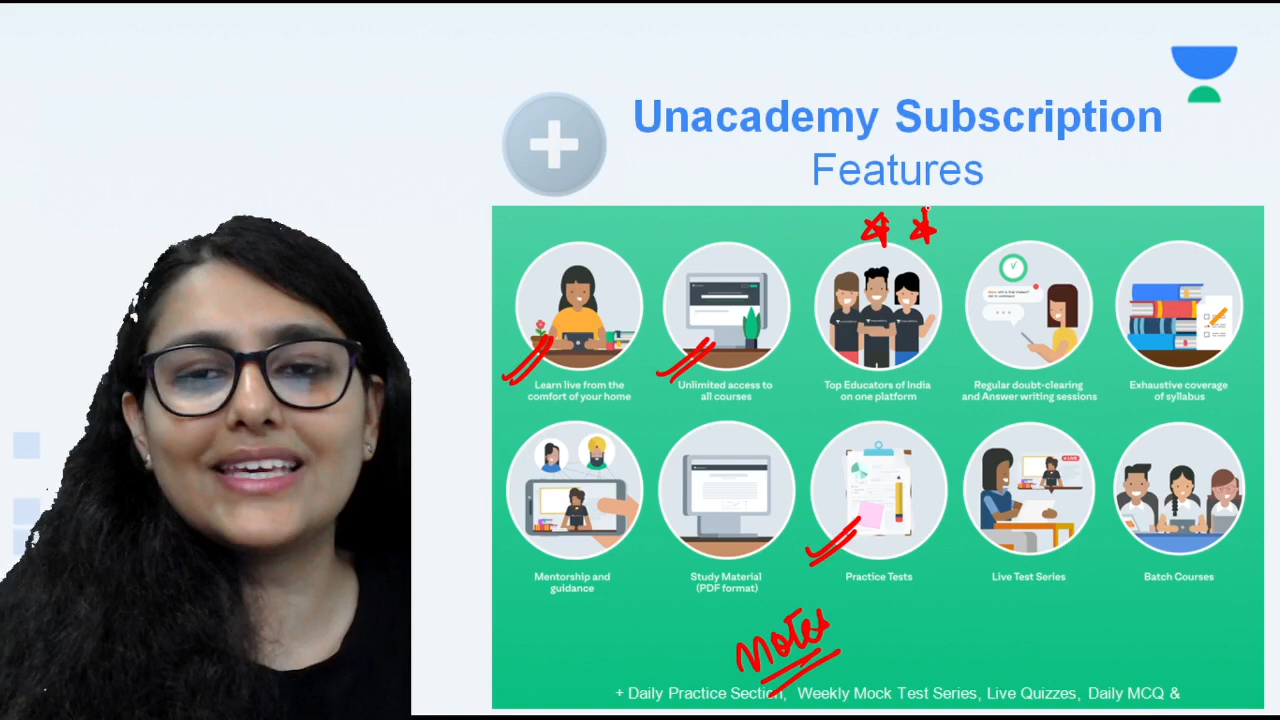 Unacademy Subscription
Features
Learn live from the
comfort of your home
Unlimited access to
all courses
Top Educators of India
on one platform
Regular doubt-clearing
and Answer writing sessions
Exhaustive coverage
of syllabus
Mentorship and
guidance
Study Material
(PDF format)
Practice Tests
Live Test Series
Batch Courses
Notes
+ Daily Practice Section, Weekly Mock Test Series, Live Quizzes, Daily MCQ &